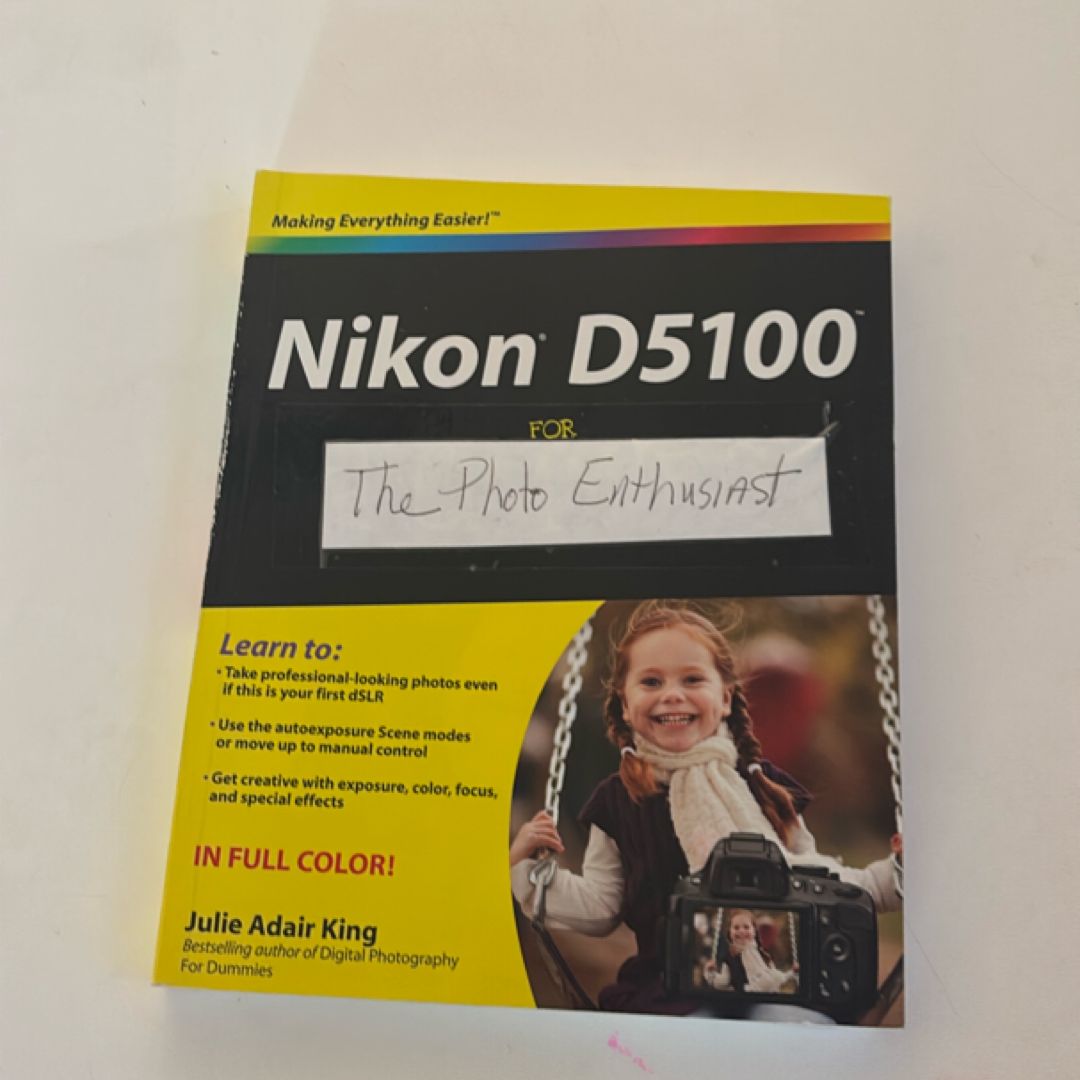 Making Everything Easier!™
Nikon® D5100™
FOR
The Photo Enthusiast
Learn to:
• Take professional-looking photos even
if this is your first dSLR
• Use the autoexposure Scene modes
or move up to manual control
• Get creative with exposure, color, focus,
and special effects
IN FULL COLOR!
Julie Adair King
Bestselling author of Digital Photography
For Dummies